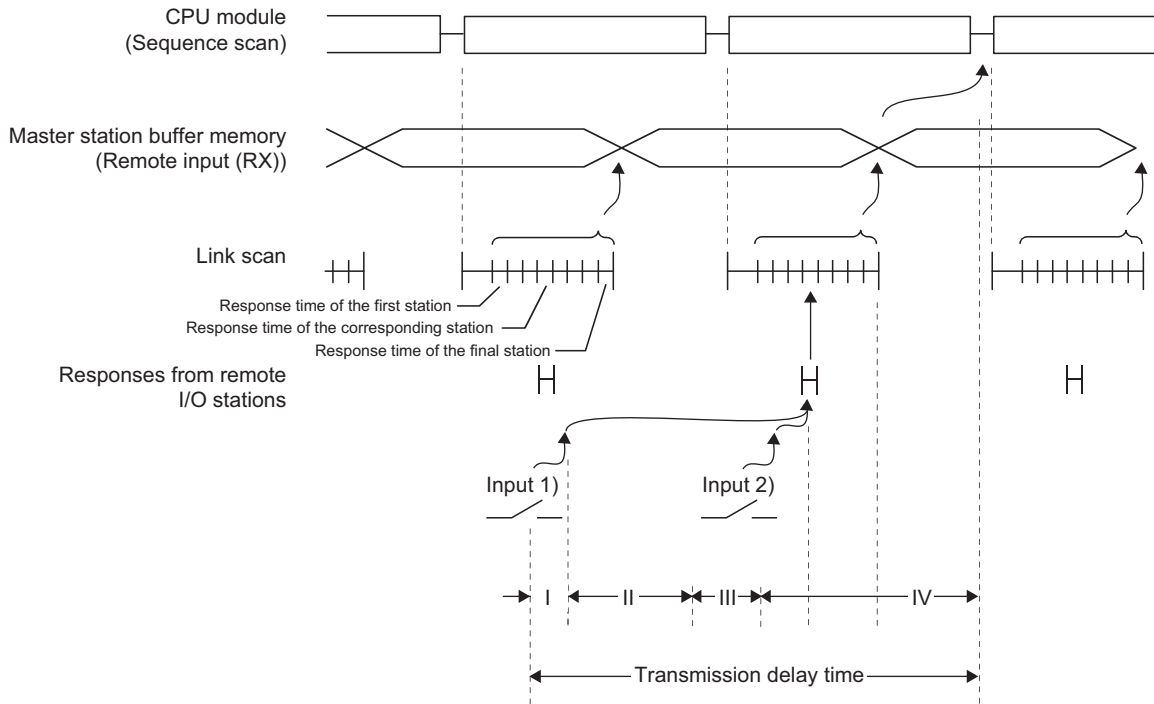 CPU module
(Sequence scan)
Master station buffer memory
(Remote input (RX))
Link scan
Response time of the first station
Response time of the corresponding station
Response time of the final station
Responses from remote
I/O stations
Input 1)
Input 2)
I
II
III
IV
Transmission delay time